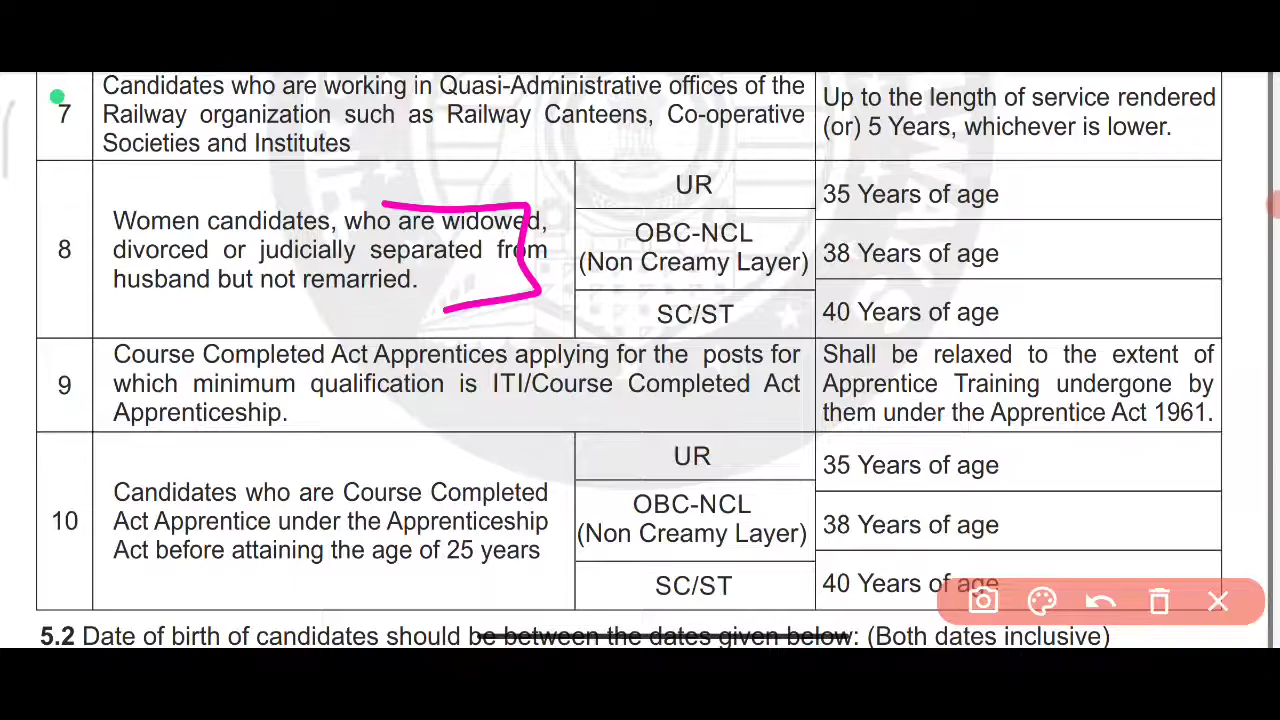 7
Candidates who are working in Quasi-Administrative offices of the
Railway organization such as Railway Canteens, Co-operative
Societies and Institutes
Up to the length of service rendered
(or) 5 Years, whichever is lower.
8
Women candidates, who are widowed,
divorced or judicially separated from
husband but not remarried.
UR
35 Years of age
OBC-NCL
(Non Creamy Layer)
38 Years of age
SC/ST
40 Years of age
9
Course Completed Act Apprentices applying for the posts for
which minimum qualification is ITI/Course Completed Act
Apprenticeship.
Shall be relaxed to the extent of
Apprentice Training undergone by
them under the Apprentice Act 1961.
10
Candidates who are Course Completed
Act Apprentice under the Apprenticeship
Act before attaining the age of 25 years
UR
35 Years of age
OBC-NCL
(Non Creamy Layer)
38 Years of age
SC/ST
40 Years of age
5.2 Date of birth of candidates should be between the dates given below: (Both dates inclusive)